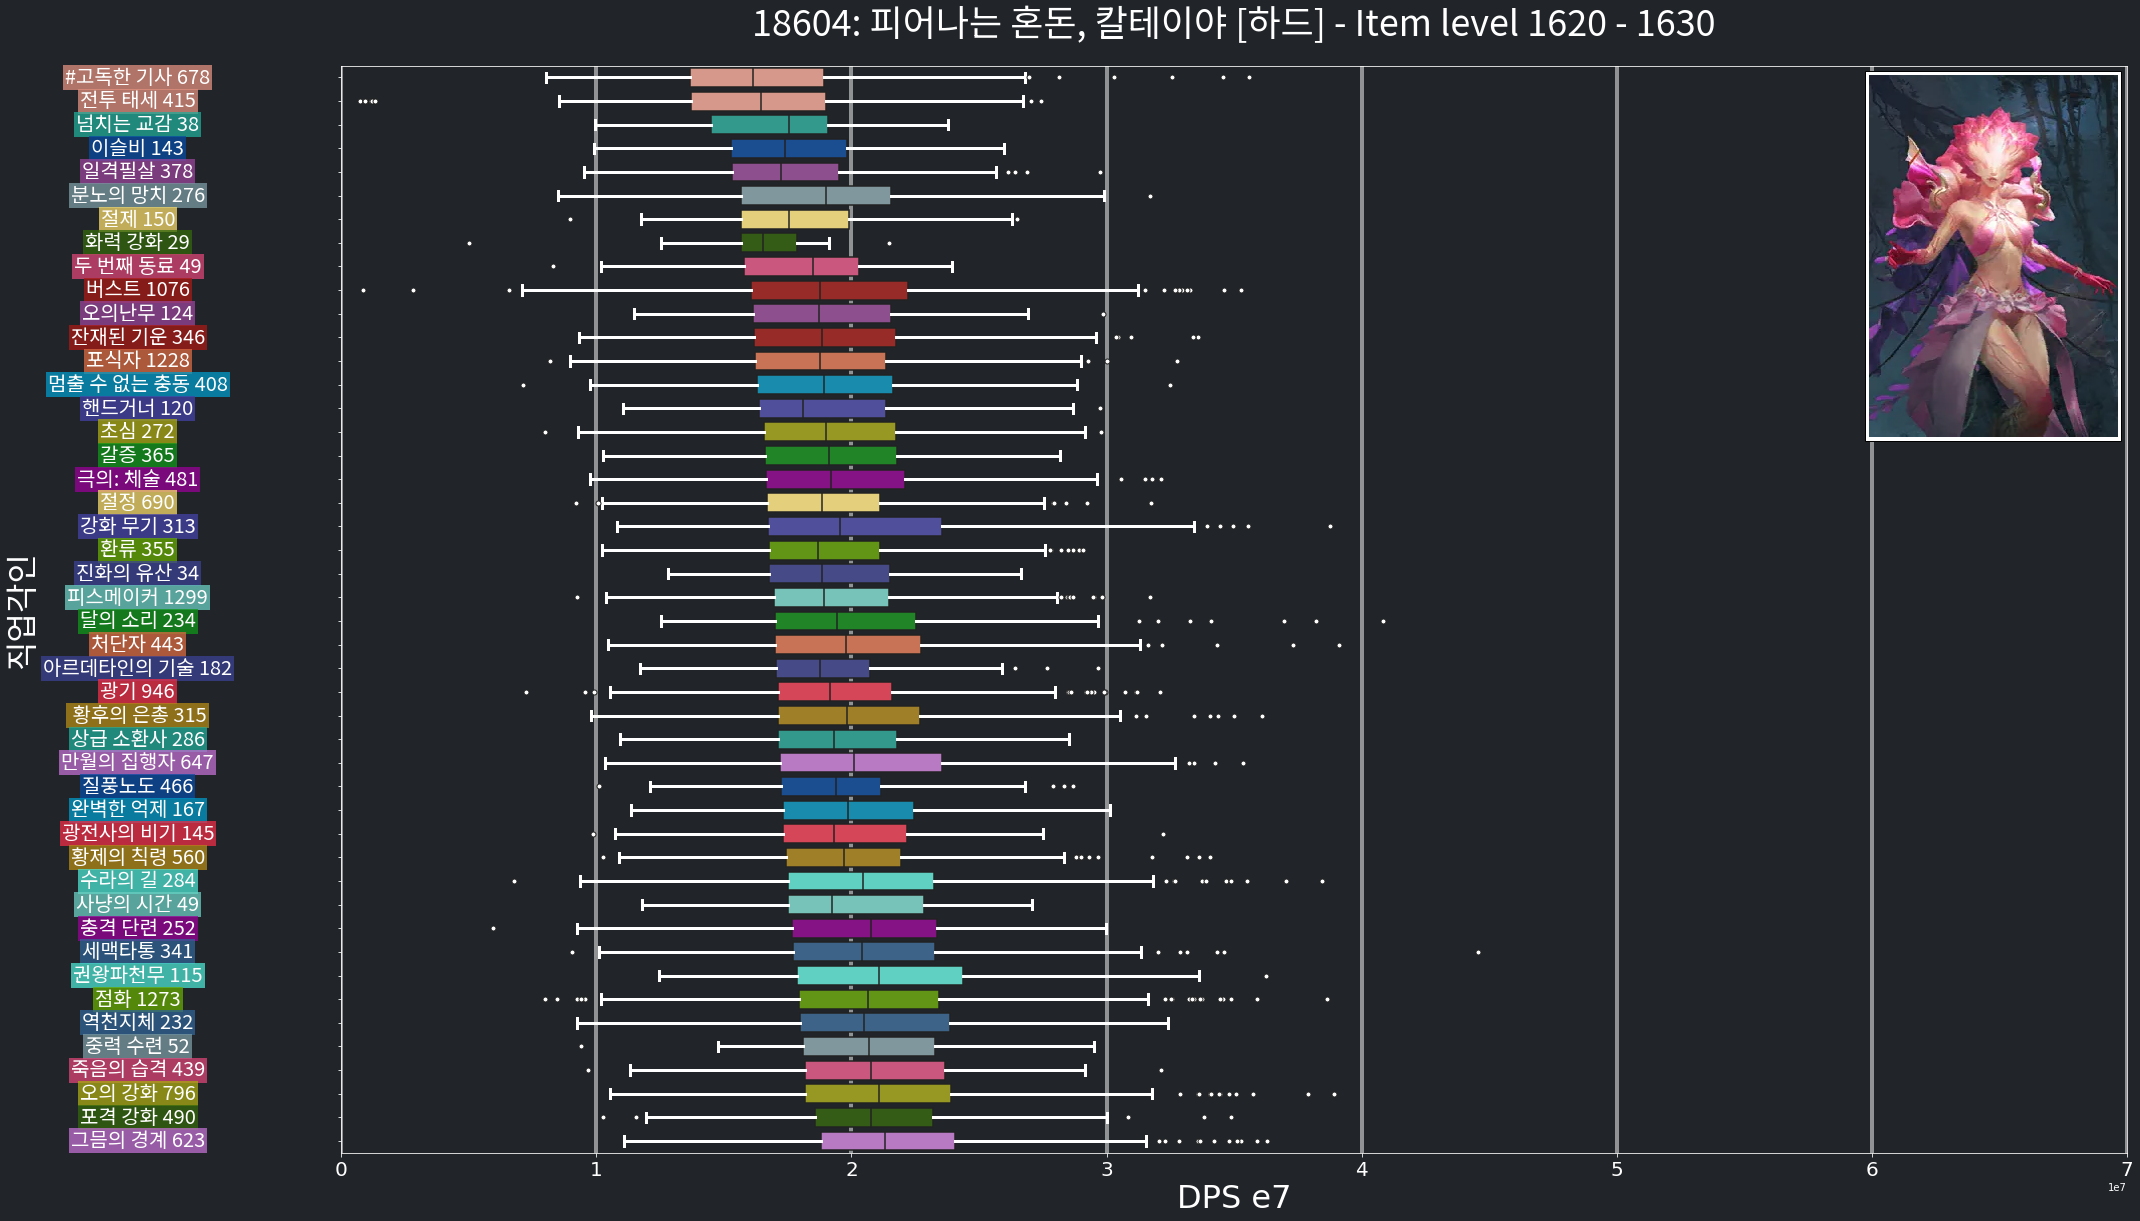 18604: 피어나는 혼돈, 칼테이야 [하드] - Item level 1620 - 1630
직업각인
#고독한 기사 678
전투 태세 415
넘치는 교감 38
이슬비 143
일격필살 378
분노의 망치 276
절제 150
화력 강화 29
두 번째 동료 49
버스트 1076
오의난무 124
잔재된 기운 346
포식자 1228
멈출 수 없는 충동 408
핸드거너 120
초심 272
갈증 365
극의: 체술 481
절정 690
강화 무기 313
환류 355
진화의 유산 34
피스메이커 1299
달의 소리 234
처단자 443
아르데타인의 기술 182
광기 946
황후의 은총 315
상급 소환사 286
만월의 집행자 647
질풍노도 466
완벽한 억제 167
광전사의 비기 145
황제의 칙령 560
수라의 길 284
사냥의 시간 49
충격 단련 252
세맥타통 341
권왕파천무 115
점화 1273
역천지체 232
중력 수련 52
죽음의 습격 439
오의 강화 796
포격 강화 490
그믐의 경계 623
0 1 2 3 4 5 6 7
1e7
DPS e7